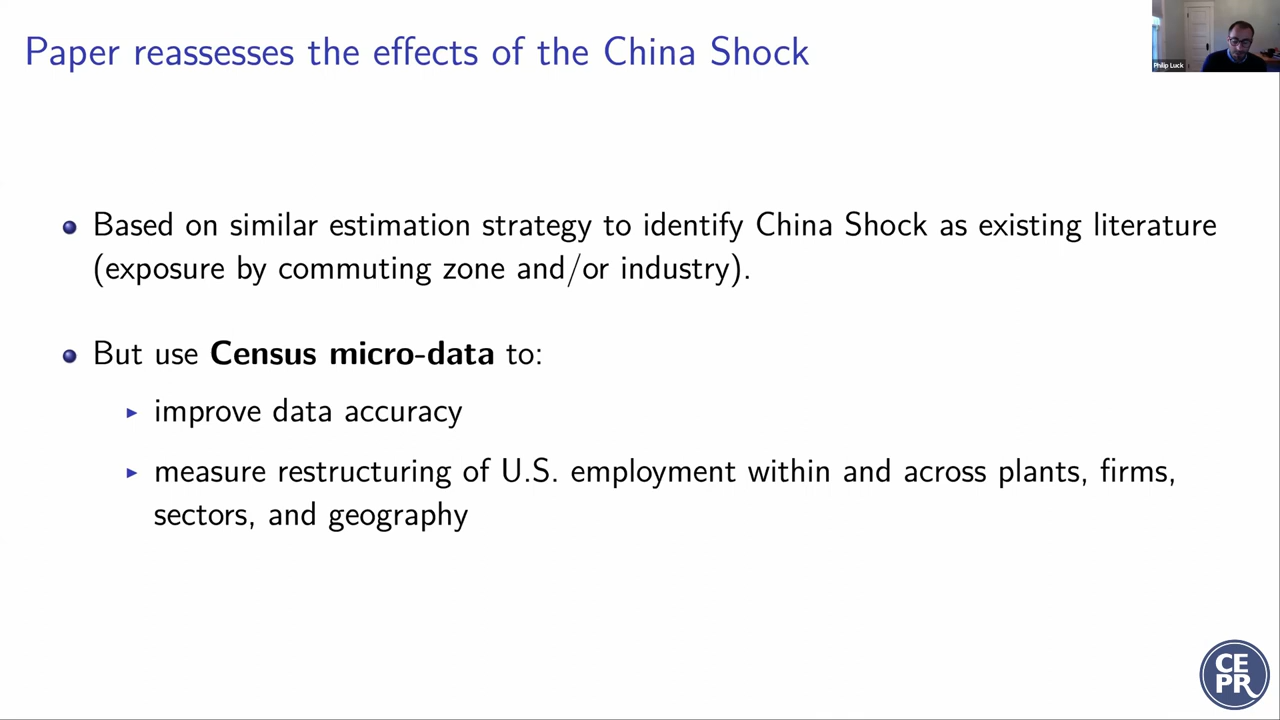 Paper reassesses the effects of the China Shock
Philip Luck
Based on similar estimation strategy to identify China Shock as existing literature
(exposure by commuting zone and/or industry).
But use Census micro-data to:
improve data accuracy
measure restructuring of U.S. employment within and across plants, firms,
sectors, and geography
CE
PR